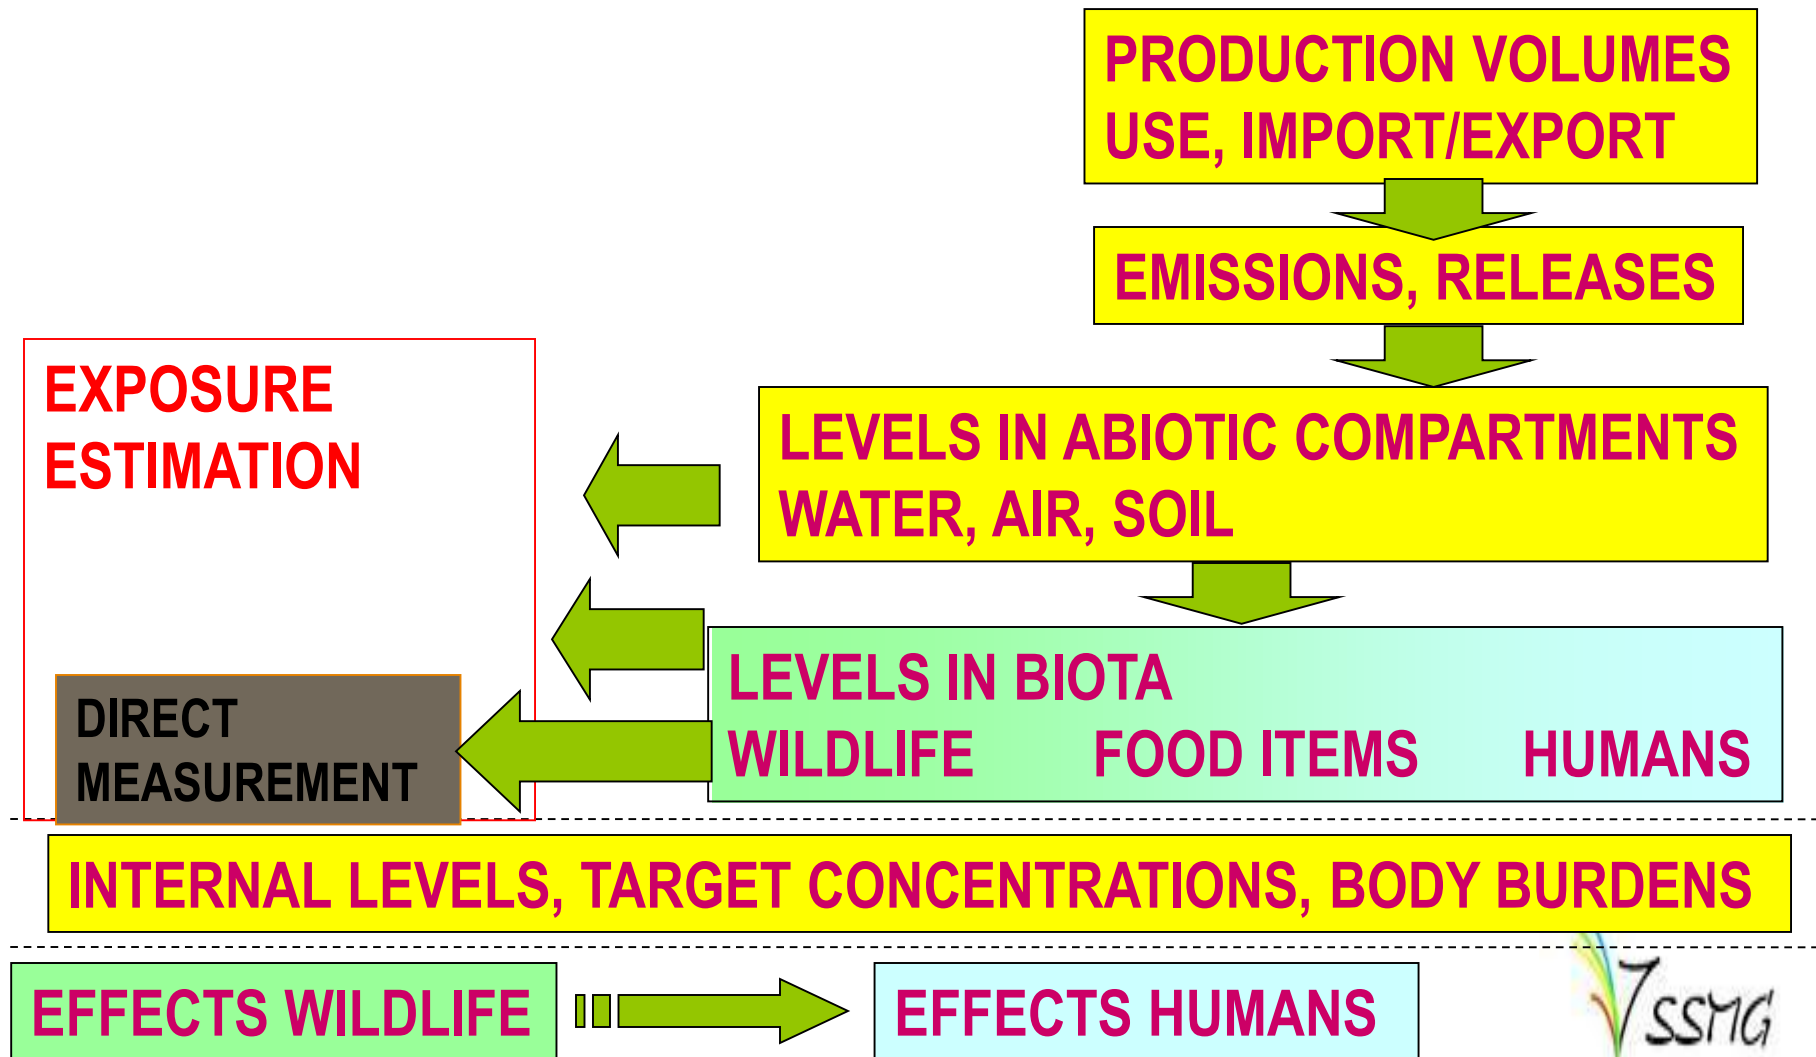 PRODUCTION VOLUMES
USE, IMPORT/EXPORT
EMISSIONS, RELEASES
EXPOSURE
ESTIMATION
LEVELS IN ABIOTIC COMPARTMENTS
WATER, AIR, SOIL
LEVELS IN BIOTA
WILDLIFE FOOD ITEMS HUMANS
DIRECT
MEASUREMENT
INTERNAL LEVELS, TARGET CONCENTRATIONS, BODY BURDENS
EFFECTS WILDLIFE
EFFECTS HUMANS
SSMG